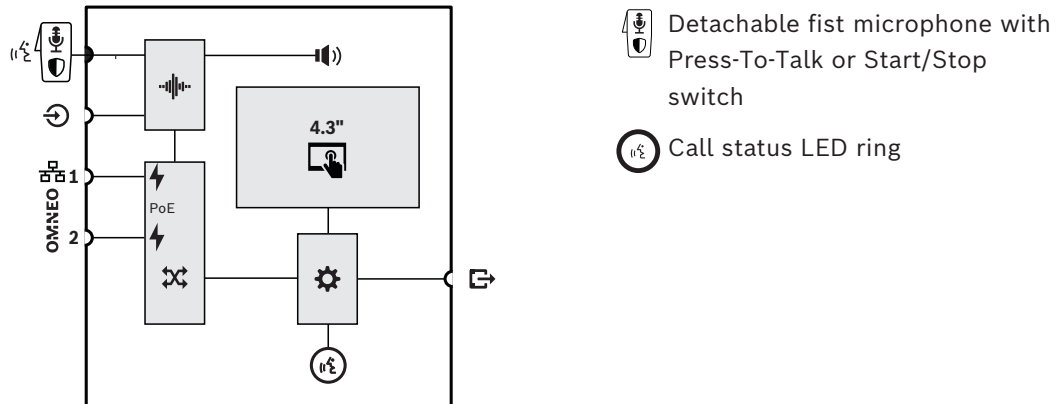 4.3"
1
PoE
OMNEO
2
Detachable fist microphone with
Press-To-Talk or Start/Stop
switch
Call status LED ring